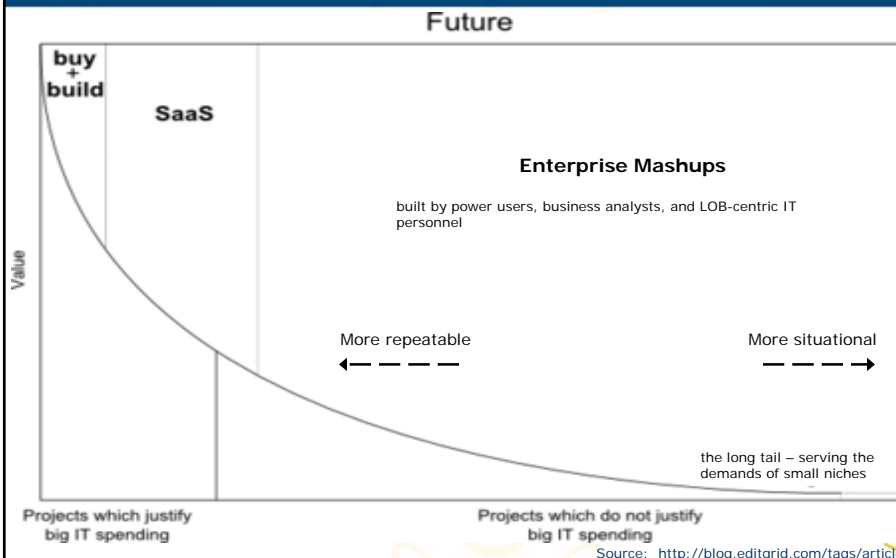 Future
buy
+
build
SaaS
Enterprise Mashups
built by power users, business analysts, and LOB-centric IT
personnel
Value
More repeatable
More situational
the long tail – serving the
demands of small niches
Projects which justify
big IT spending
Projects which do not justify
big IT spending
Source: http://blog.editgrid.com/tags/artic